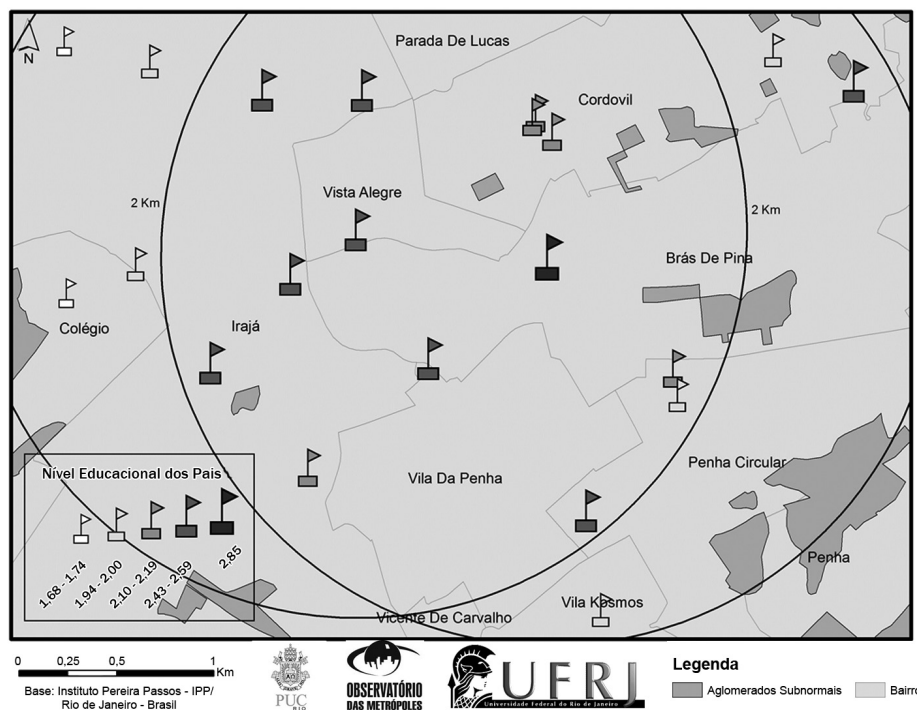 N
Parada De Lucas
Cordovil
Vista Alegre
2 Km
2 Km
Brás De Pina
Colégio
Irajá
Penha Circular
Vila Da Penha
Nível Educacional dos Pais
1,68 - 1,74
1,94 - 2,00
2,10 - 2,19
2,43 - 2,59
2,85
Penha
Vila Kosmos
Vicente De Carvalho
0 0,25 0,5 1
Km
Base: Instituto Pereira Passos - IPP/
Rio de Janeiro - Brasil
PUC
RIO
OBSERVATÓRIO
DAS METRÓPOLES
UFRJ
Universidade Federal do Rio de Janeiro
Legenda
Aglomerados Subnormais
Bairro